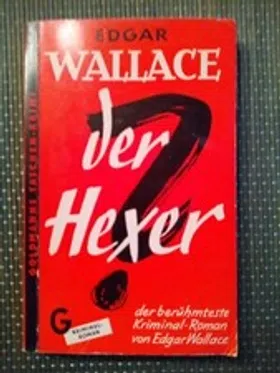 EDGAR
WALLACE
der
Hexer
GOLDMANNS TASCHEN-KRIMI
G
KRIMINAL-
ROMAN
der berühmteste
Kriminal-Roman
von Edgar Wallace